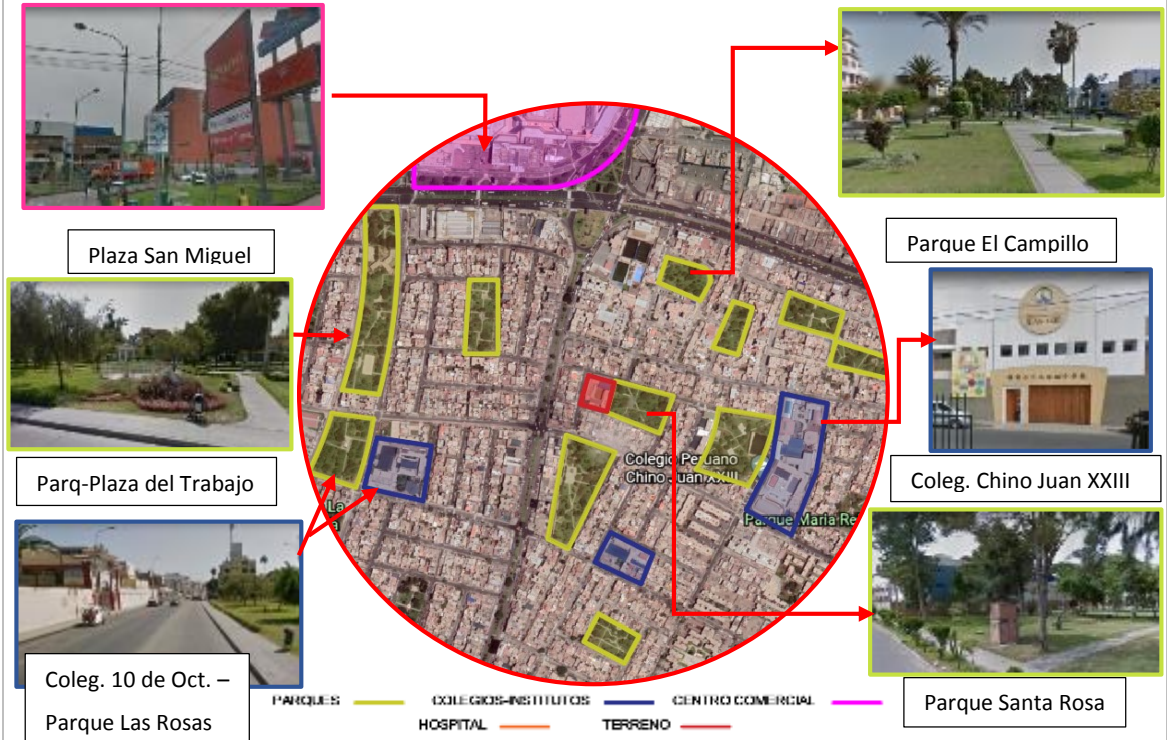 Plaza San Miguel
Parque El Campillo
Parq-Plaza del Trabajo
Coleg. Chino Juan XXIII
Colegio Peruano
Chino Juan XXIII
La
Parque Maria Re
Coleg. 10 de Oct. –
Parque Las Rosas
Parque Santa Rosa
PARQUES
COLEGIOS-INSTITUTOS
CENTRO COMERCIAL
HOSPITAL
TERRENO